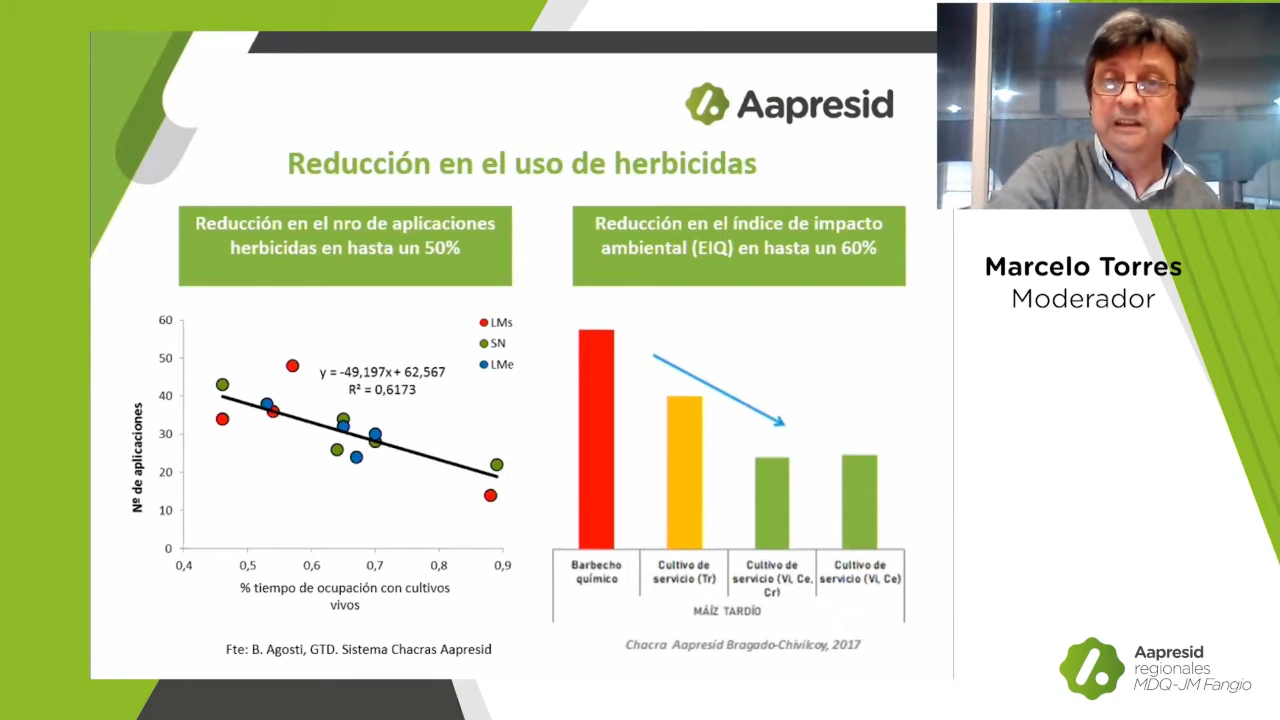 Aapresid
Reducción en el uso de herbicidas
Reducción en el nro de aplicaciones
herbicidas en hasta un 50%
Reducción en el índice de impacto
ambiental (EIQ) en hasta un 60%
60
50
40
30
20
10
0
Nº de aplicaciones
LMs
SN
LMe
y = -49,197x + 62,567
R² = 0,6173
0,4 0,5 0,6 0,7 0,8 0,9
% tiempo de ocupación con cultivos
vivos
Fte: B. Agosti, GTD. Sistema Chacras Aapresid
Barbecho
químico
Cultivo de
servicio (Tr)
Cultivo de
servicio (Vi, Ce,
Cr)
Cultivo de
servicio (Vi, Ce)
MÁÍZ TARDÍO
Chacra Aapresid Bragado-Chivilcoy, 2017
Marcelo Torres
Moderador
Aapresid
regionales
MDQ-JM Fangio